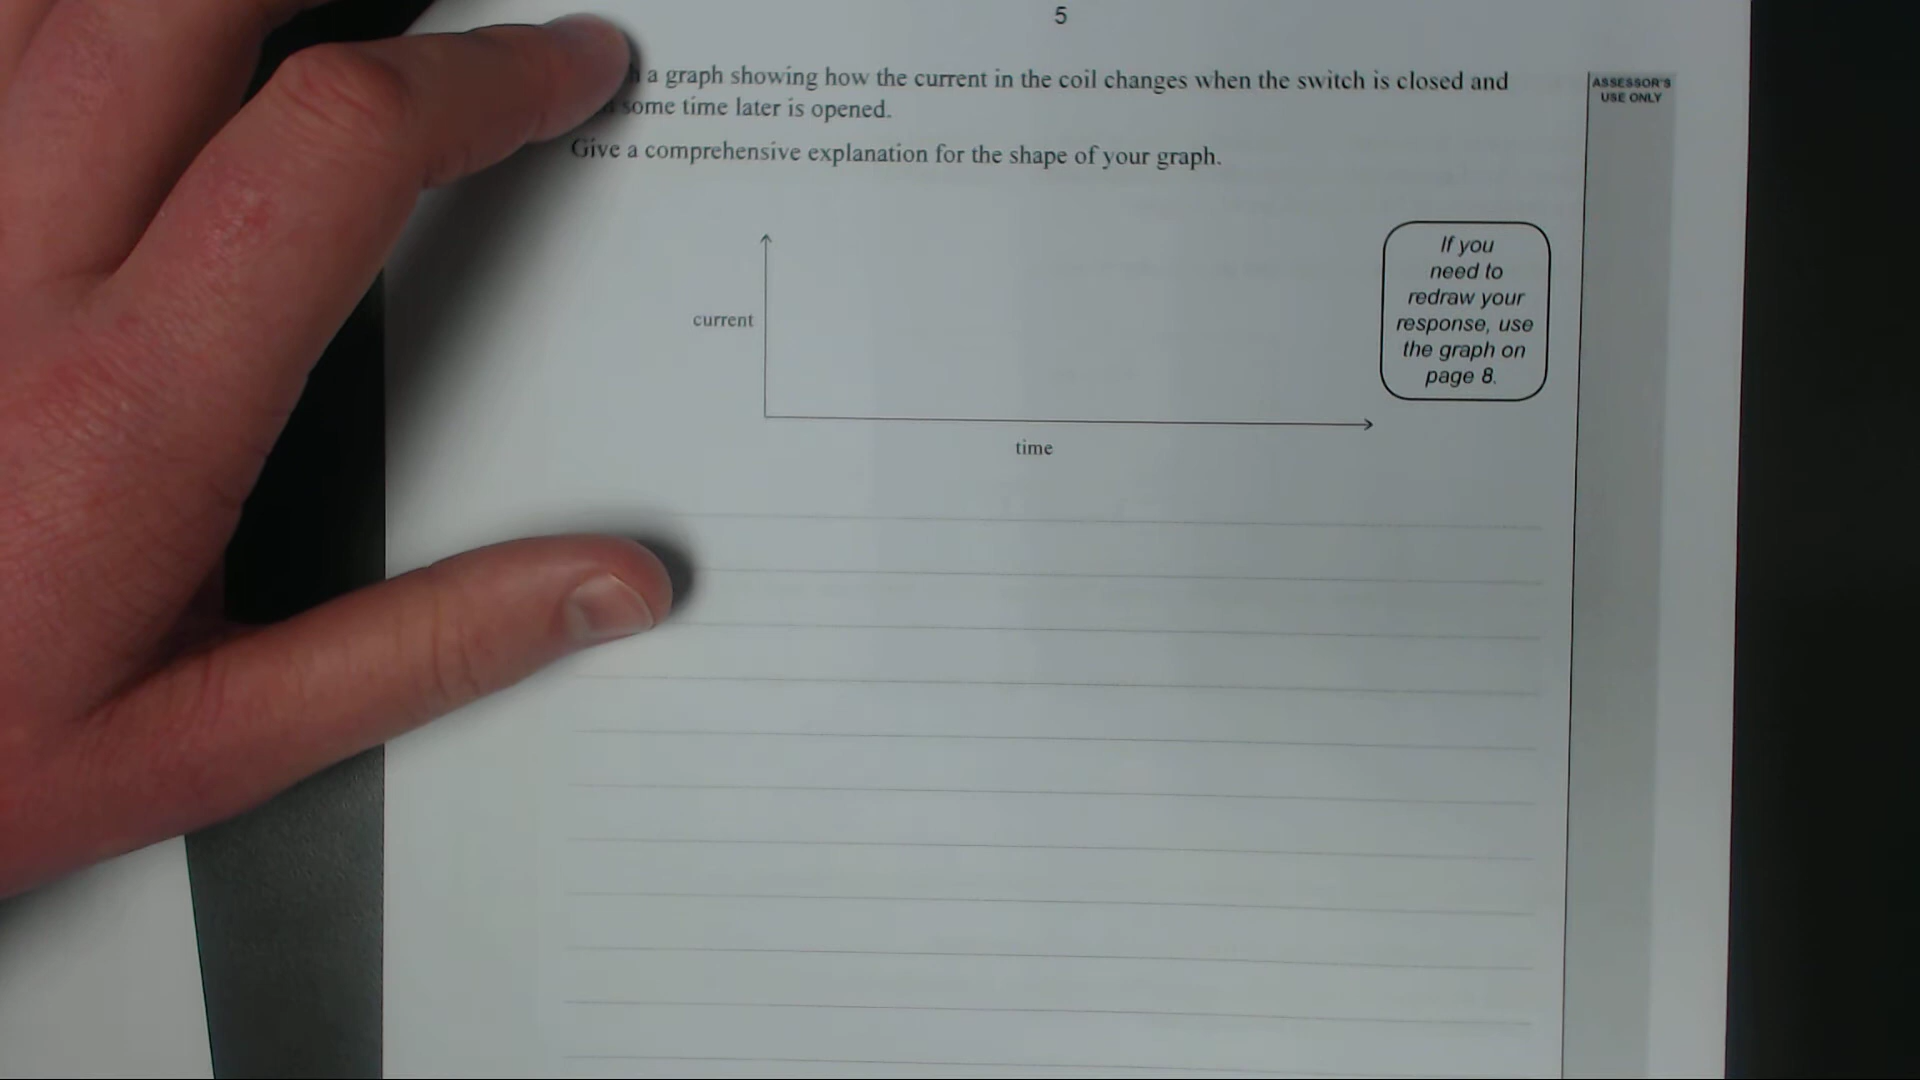 5
a graph showing how the current in the coil changes when the switch is closed and
some time later is opened.
Give a comprehensive explanation for the shape of your graph.
ASSESSOR'S
USE ONLY
current
time
If you
need to
redraw your
response, use
the graph on
page 8.